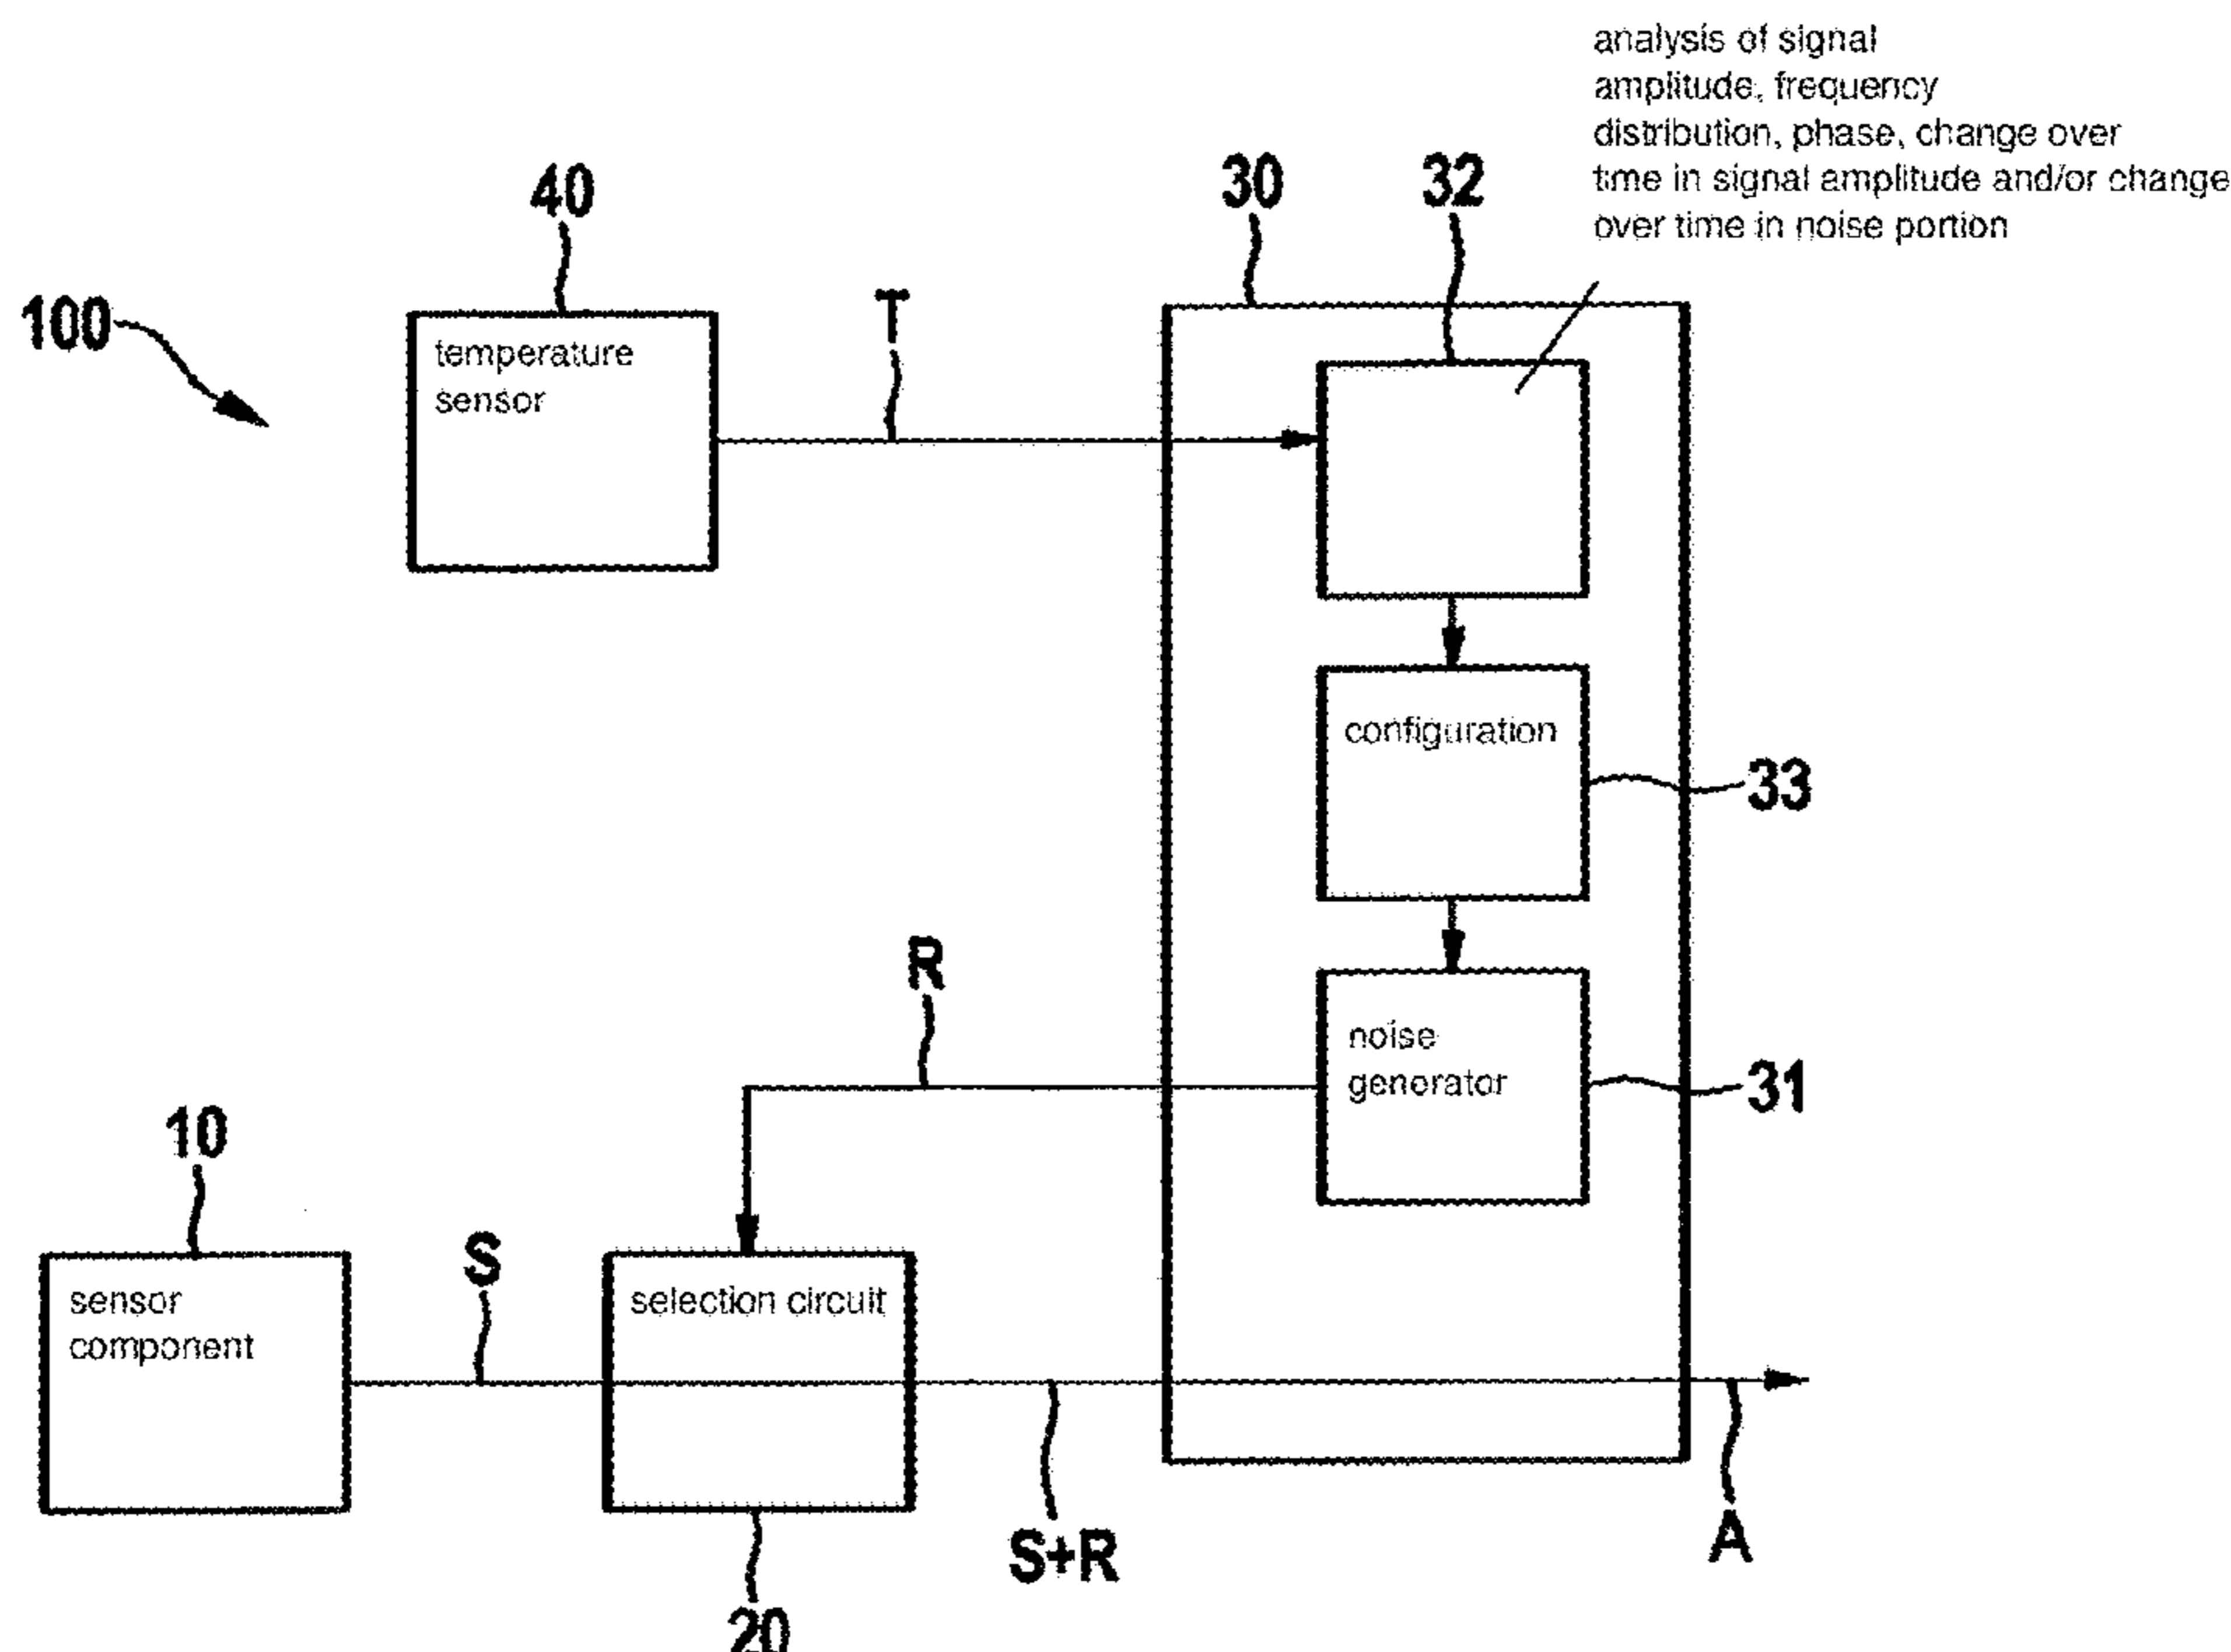 analysis of signal
amplitude, frequency
distribution, phase, change over
time in signal amplitude and/or change
over time in noise portion
40
30
32
100
T
temperature
sensor
configuration
33
R
noise
generator
31
10
S
sensor
component
selection circuit
S+R
A
20